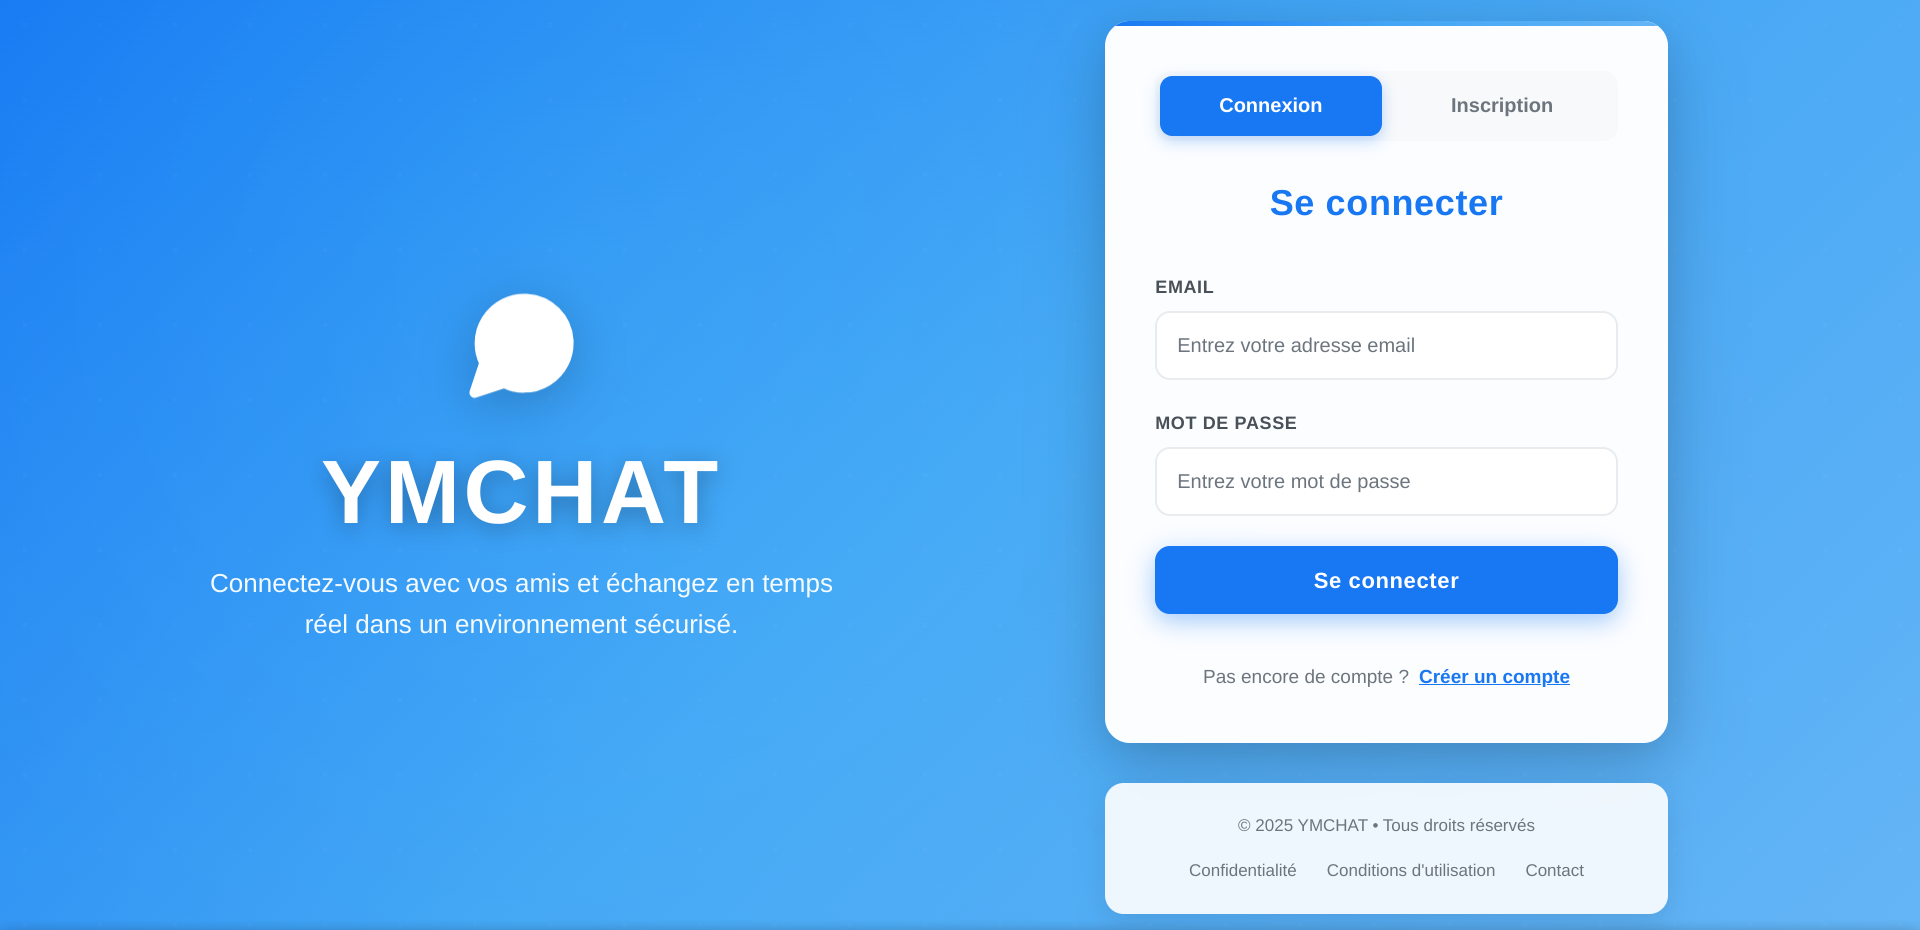 YMCHAT
Connectez-vous avec vos amis et échangez en temps
réel dans un environnement sécurisé.
Connexion
Inscription
Se connecter
EMAIL
Entrez votre adresse email
MOT DE PASSE
Entrez votre mot de passe
Se connecter
Pas encore de compte ? Créer un compte
© 2025 YMCHAT • Tous droits réservés
Confidentialité Conditions d'utilisation Contact